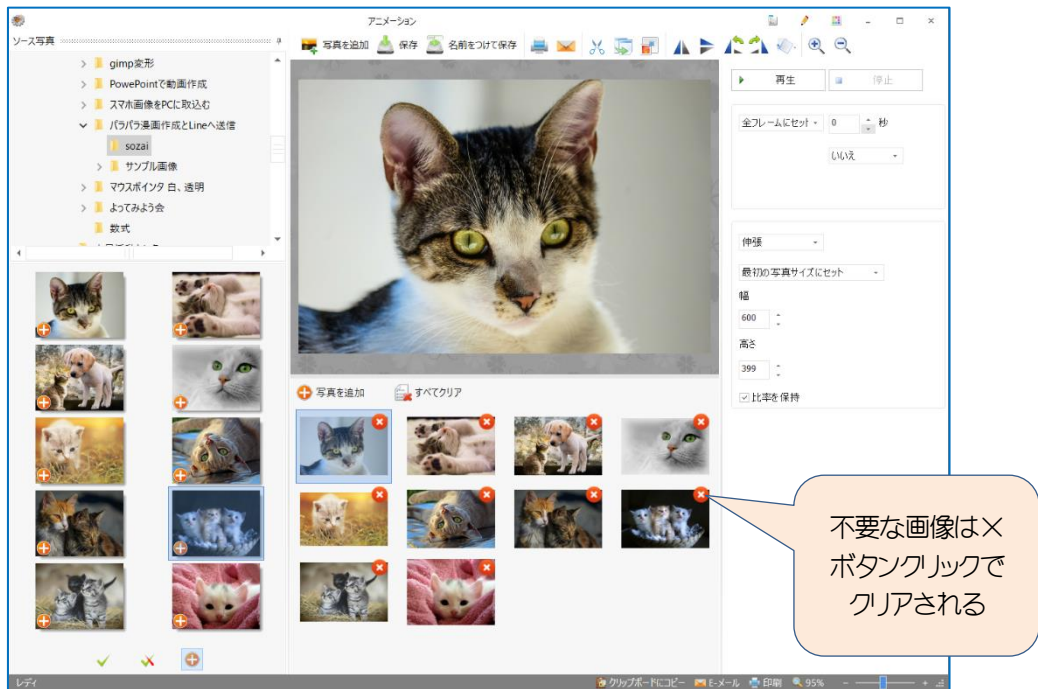 アニメーション
ソース写真
写真を追加 保存 名前をつけて保存
gimp変形
PowePointで動画作成
スマホ画像をPCに取込む
パラパラ漫画作成とLineへ送信
sozai
サンプル画像
マウスポインタ 白、透明
よってみよう会
数式
再生 停止
全フレームにセット 0 秒
いいえ
伸張
最初の写真サイズにセット
幅
600
高さ
399
比率を保持
写真を追加 すべてクリア
不要な画像は×
ボタンクリックで
クリアされる
レディ
クリップボードにコピー E-メール 印刷 95%